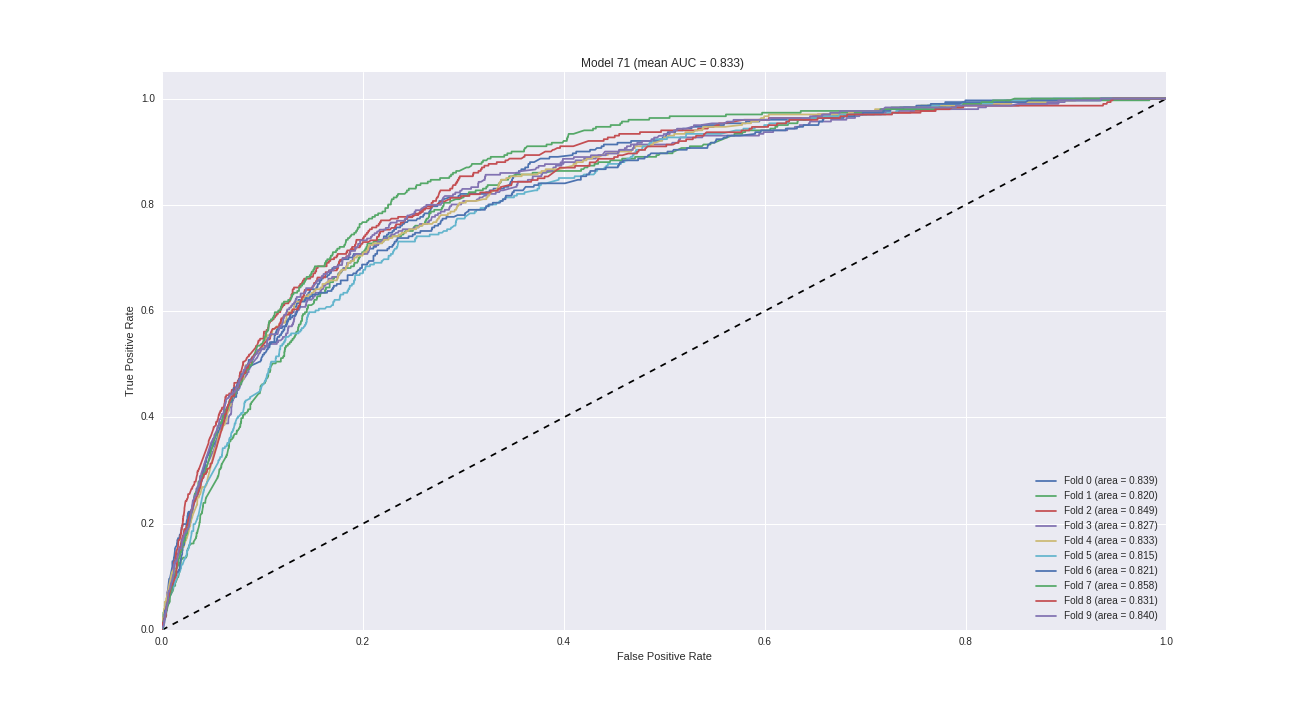 Model 71 (mean AUC = 0.833)
1.0
0.8
0.6
0.4
0.2
0.0
True Positive Rate
0.0 0.2 0.4 0.6 0.8 1.0
False Positive Rate
Fold 0 (area = 0.839)
Fold 1 (area = 0.820)
Fold 2 (area = 0.849)
Fold 3 (area = 0.827)
Fold 4 (area = 0.833)
Fold 5 (area = 0.815)
Fold 6 (area = 0.821)
Fold 7 (area = 0.858)
Fold 8 (area = 0.831)
Fold 9 (area = 0.840)